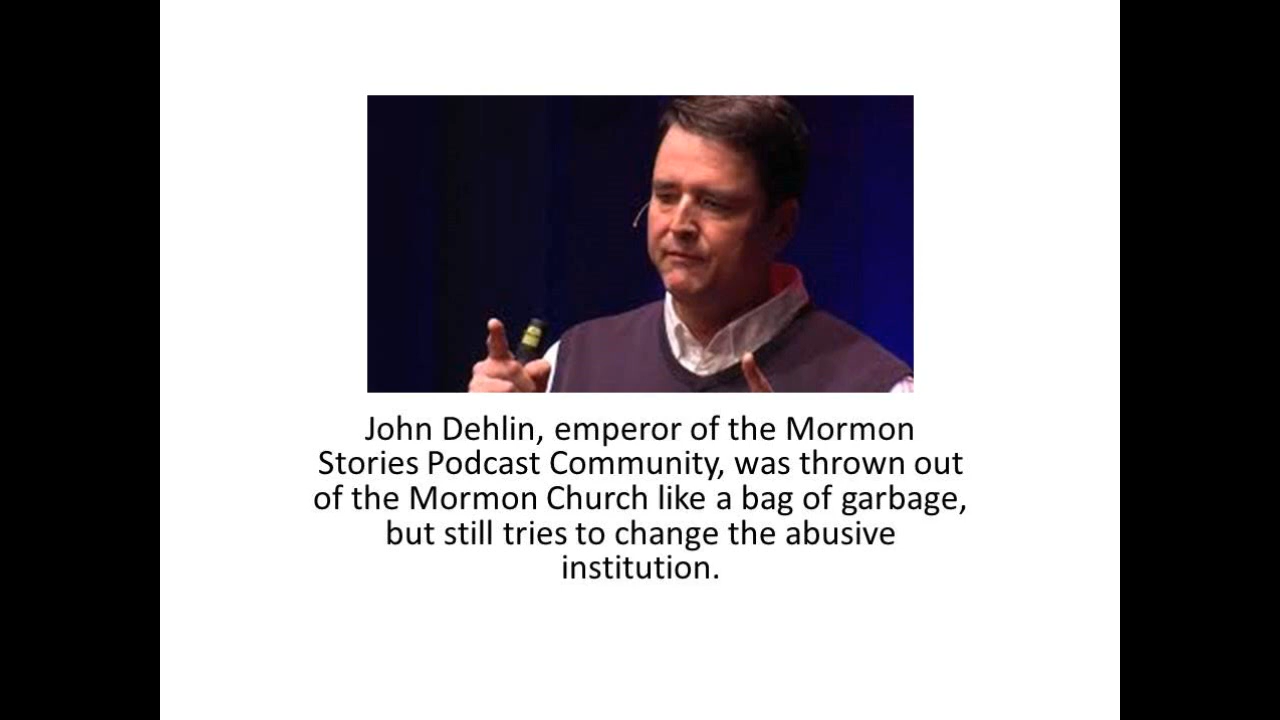 John Dehlin, emperor of the Mormon
Stories Podcast Community, was thrown out
of the Mormon Church like a bag of garbage,
but still tries to change the abusive
institution.